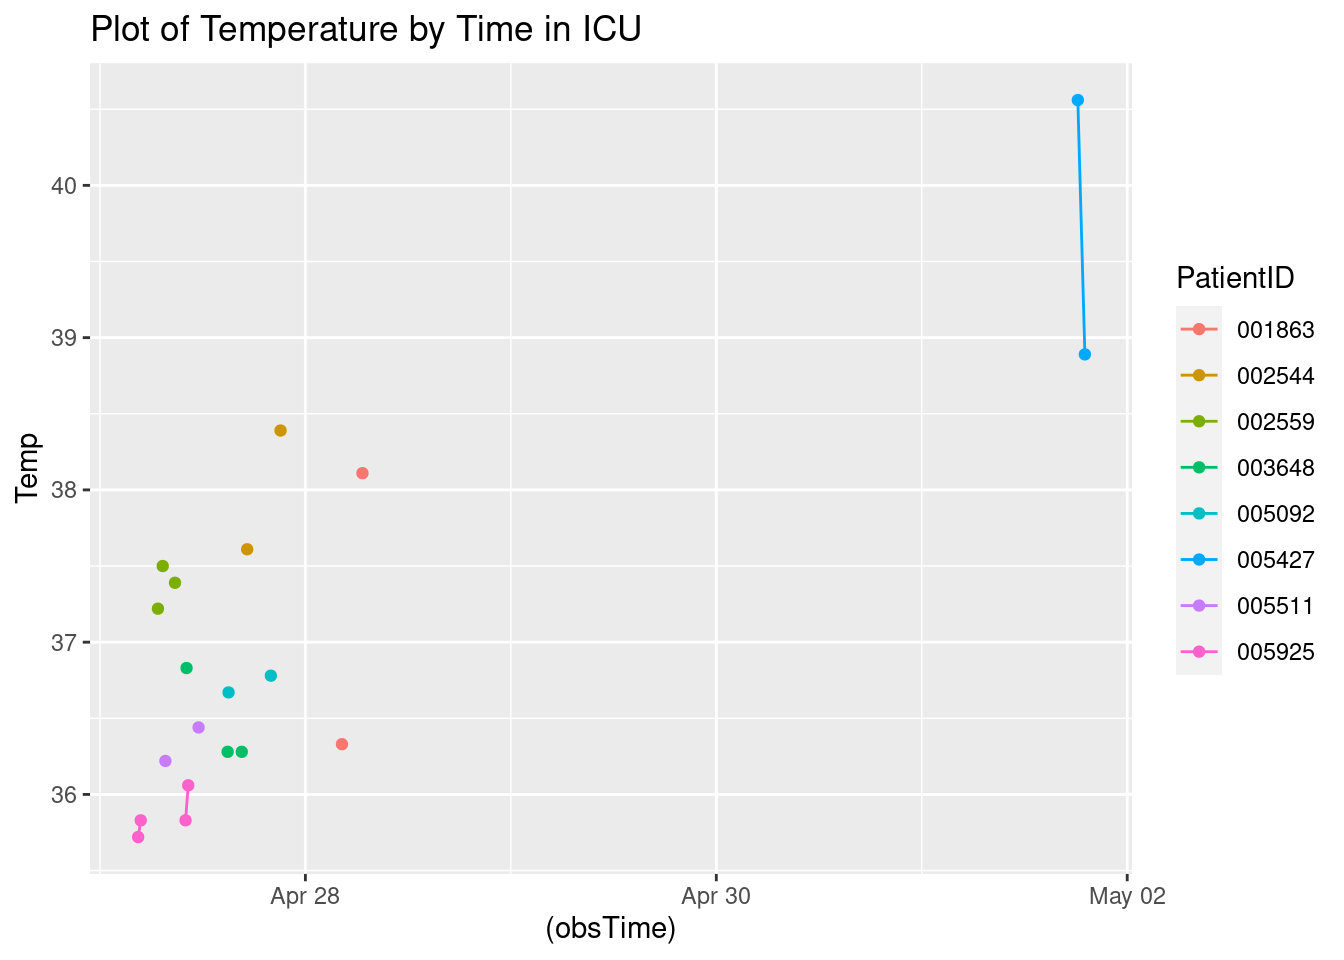 Plot of Temperature by Time in ICU
40
39
38
37
36
Temp
Apr 28
Apr 30
May 02
(obsTime)
PatientID
001863
002544
002559
003648
005092
005427
005511
005925